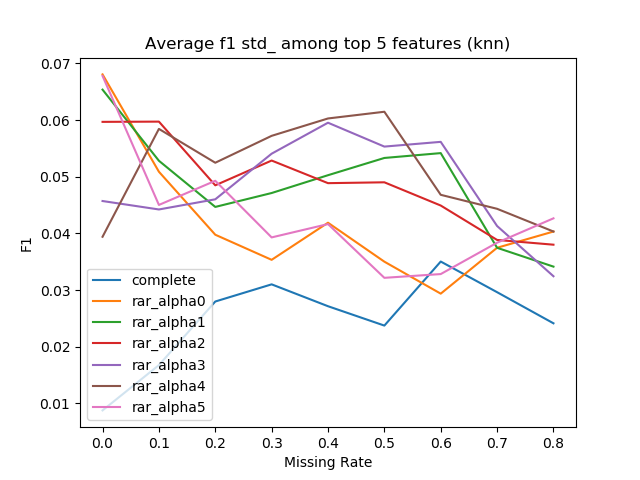 Average f1 std_ among top 5 features (knn)
0.07
0.06
0.05
0.04
0.03
0.02
0.01
F1
complete
rar_alpha0
rar_alpha1
rar_alpha2
rar_alpha3
rar_alpha4
rar_alpha5
0.0 0.1 0.2 0.3 0.4 0.5 0.6 0.7 0.8
Missing Rate